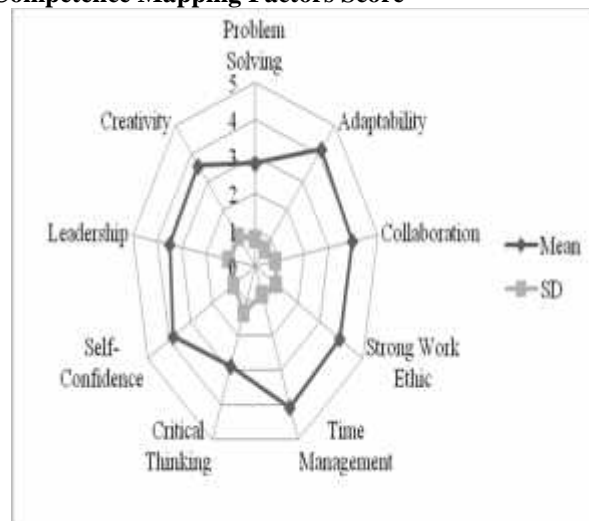 Competence Mapping Factors Score
Problem
Solving
Adaptability
Collaboration
Strong Work
Ethic
Time
Management
Critical
Thinking
Self-
Confidence
Leadership
Creativity
5
4
3
2
1
0
Mean
SD